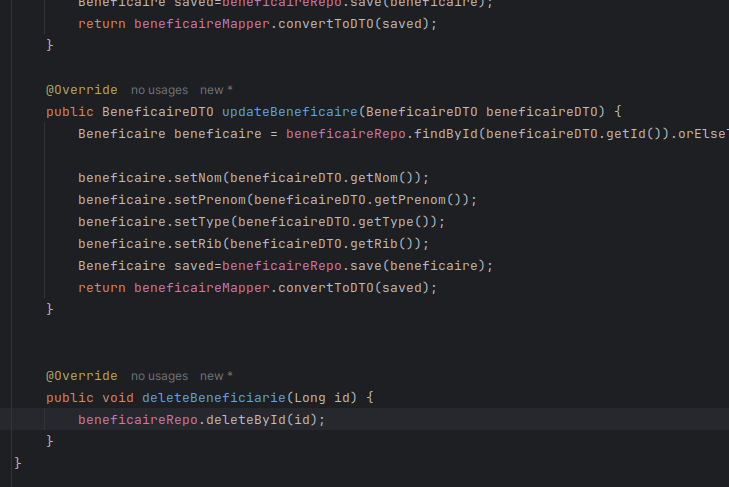 Beneficaire saved=beneficaireRepo.save(beneficaire);
return beneficaireMapper.convertToDTO(saved);
}
@Override no usages new *
public BeneficaireDTO updateBeneficaire(BeneficaireDTO beneficaireDTO) {
Beneficaire beneficaire = beneficaireRepo.findById(beneficaireDTO.getId()).orElse
beneficaire.setNom(beneficaireDTO.getNom());
beneficaire.setPrenom(beneficaireDTO.getPrenom());
beneficaire.setType(beneficaireDTO.getType());
beneficaire.setRib(beneficaireDTO.getRib());
Beneficaire saved=beneficaireRepo.save(beneficaire);
return beneficaireMapper.convertToDTO(saved);
}
@Override no usages new *
public void deleteBeneficiarie(Long id) {
beneficaireRepo.deleteById(id);
}
}